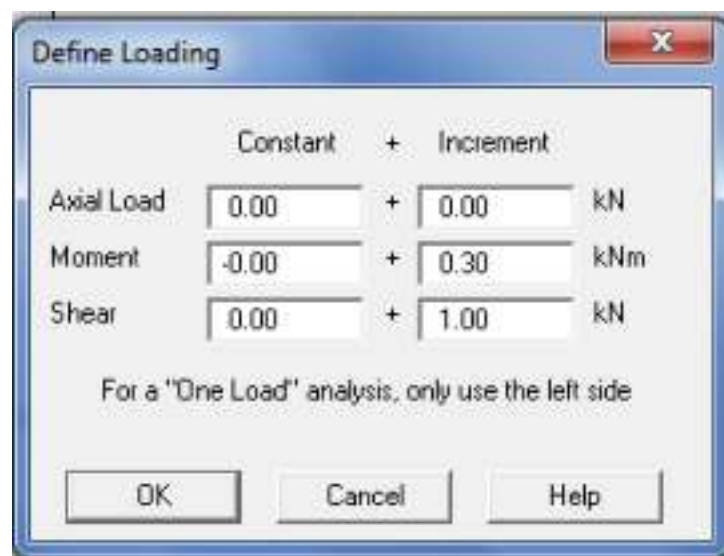 Define Loading
Constant + Increment
Axial Load 0.00 + 0.00 kN
Moment -0.00 + 0.30 kNm
Shear 0.00 + 1.00 kN
For a "One Load" analysis, only use the left side
OK Cancel Help